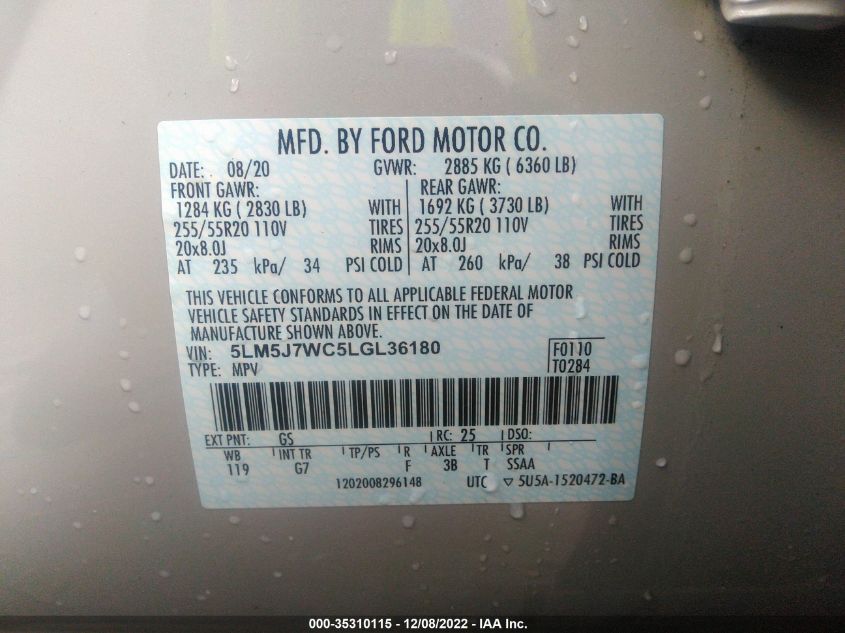 MFD. BY FORD MOTOR CO.
DATE: 08/20 GVWR: 2885 KG ( 6360 LB)
FRONT GAWR: REAR GAWR:
1284 KG ( 2830 LB) WITH 1692 KG ( 3730 LB) WITH
255/55R20 110V TIRES 255/55R20 110V TIRES
20x8.0J RIMS 20x8.0J RIMS
AT 235 kPa/ 34 PSI COLD AT 260 kPa/ 38 PSI COLD
THIS VEHICLE CONFORMS TO ALL APPLICABLE FEDERAL MOTOR
VEHICLE SAFETY STANDARDS IN EFFECT ON THE DATE OF
MANUFACTURE SHOWN ABOVE.
VIN: 5LM5J7WC5LGL36180 F0110
TYPE: MPV T0284
EXT PNT: GS RC: 25 DSO:
WB INT TR TP/PS R AXLE TR SPR
119 G7 F 3B T SSAA
1202008296148 UTC ▽ 5U5A-1520472-BA
000-35310115 - 12/08/2022 - IAA Inc.